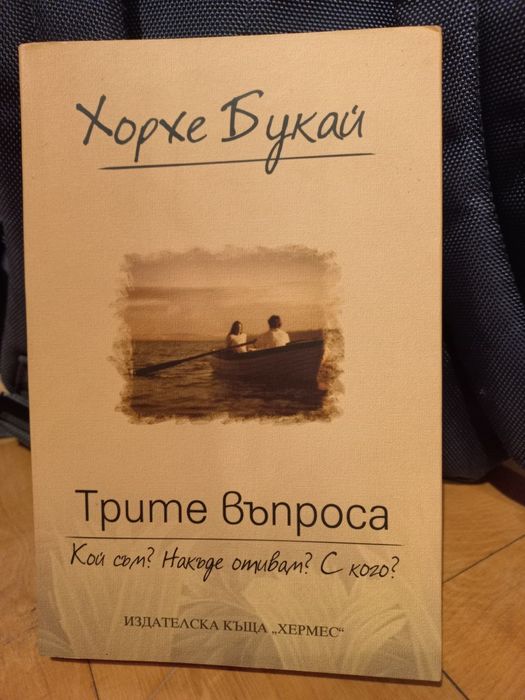 Хорхе Букай
Трите въпроса
Кой съм? Накъде отивам? С кого?
ИЗДАТЕЛСКА КЪЩА „ХЕРМЕС“